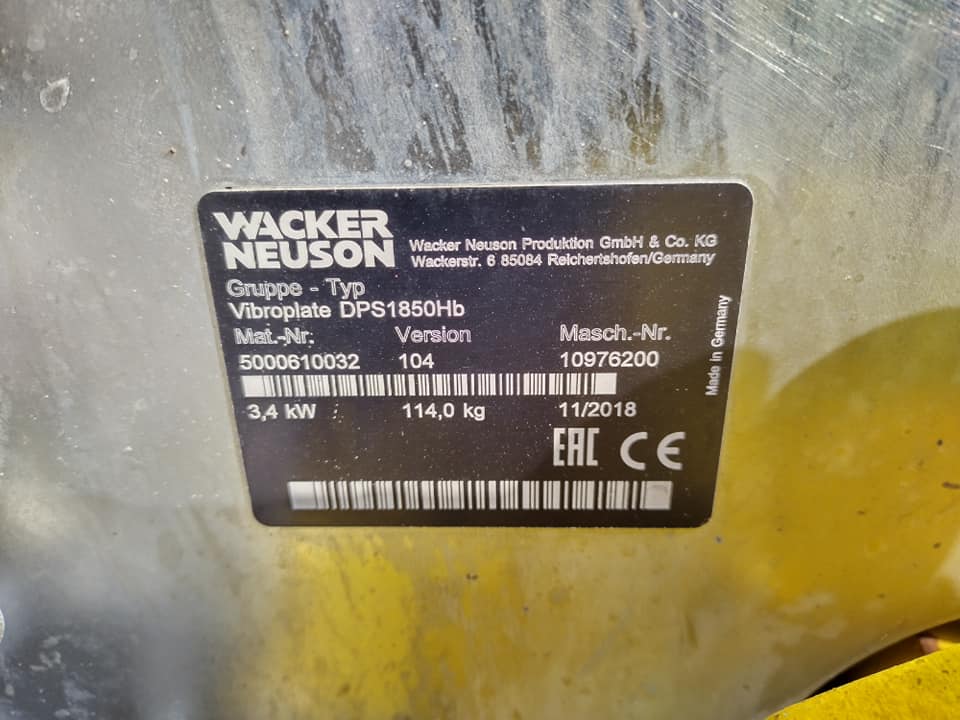 WACKER
NEUSON
Wacker Neuson Produktion GmbH & Co. KG
Wackerstr. 6 85084 Reichertshofen/Germany
Gruppe - Typ
Vibroplate DPS1850Hb
Mat.-Nr. Version Masch.-Nr.
5000610032 104 10976200
3,4 kW 114,0 kg 11/2018
Made in Germany
EAC CE